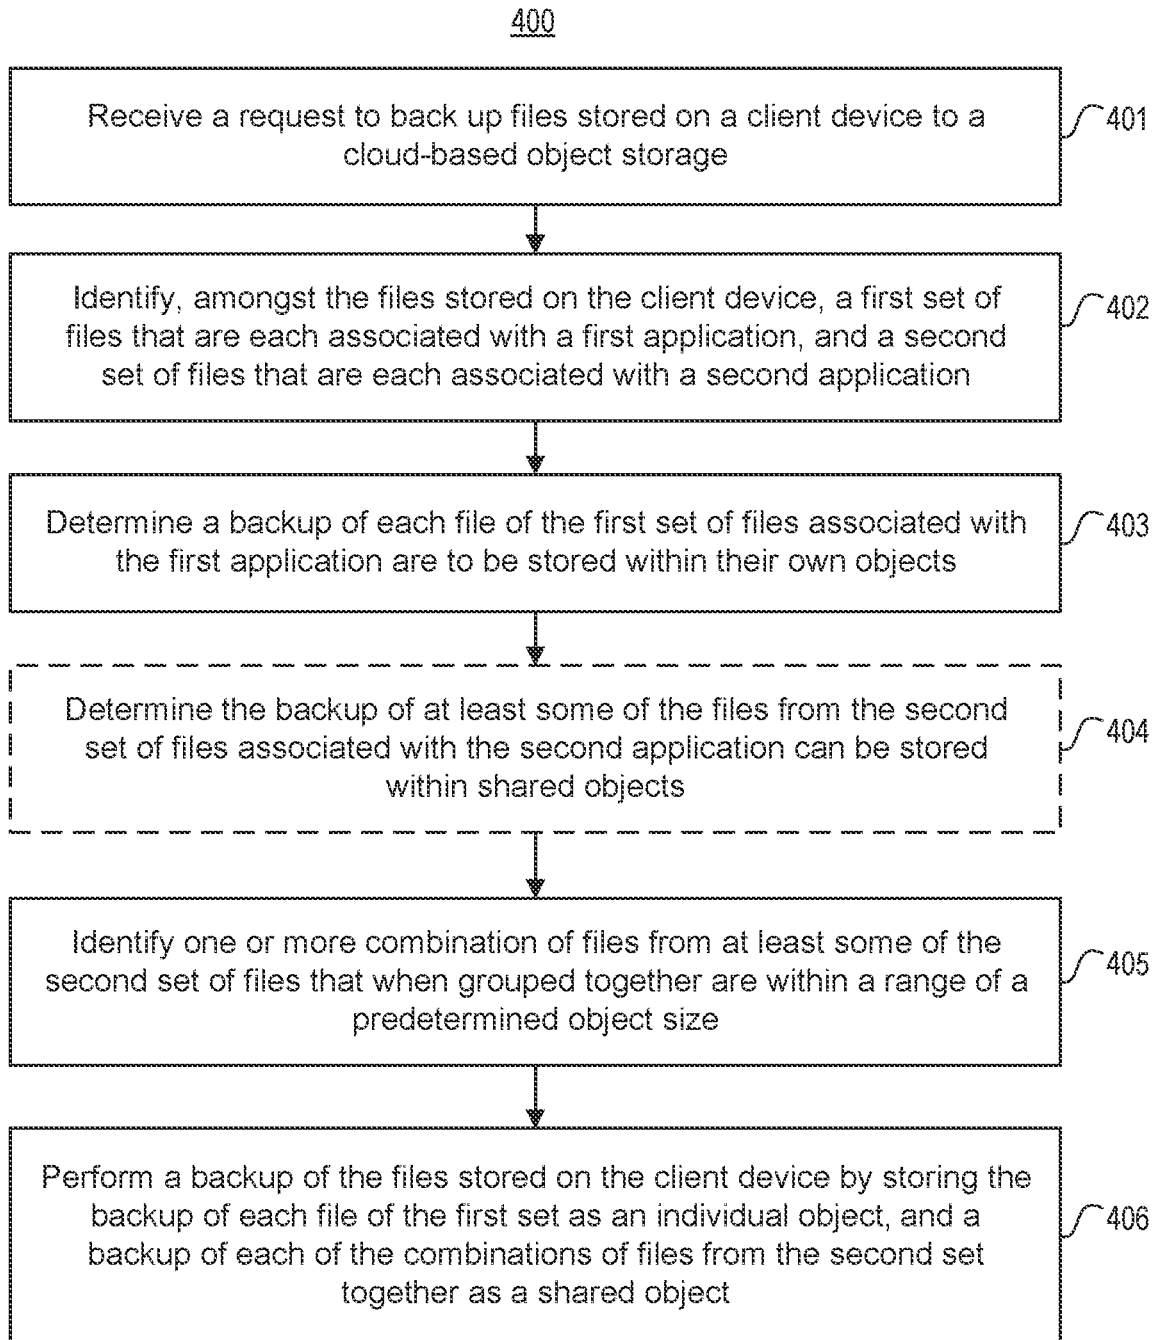 400
Receive a request to back up files stored on a client device to a
cloud-based object storage
401
Identify, amongst the files stored on the client device, a first set of
files that are each associated with a first application, and a second
set of files that are each associated with a second application
402
Determine a backup of each file of the first set of files associated with
the first application are to be stored within their own objects
403
Determine the backup of at least some of the files from the second
set of files associated with the second application can be stored
within shared objects
404
Identify one or more combination of files from at least some of the
second set of files that when grouped together are within a range of a
predetermined object size
405
Perform a backup of the files stored on the client device by storing the
backup of each file of the first set as an individual object, and a
backup of each of the combinations of files from the second set
together as a shared object
406